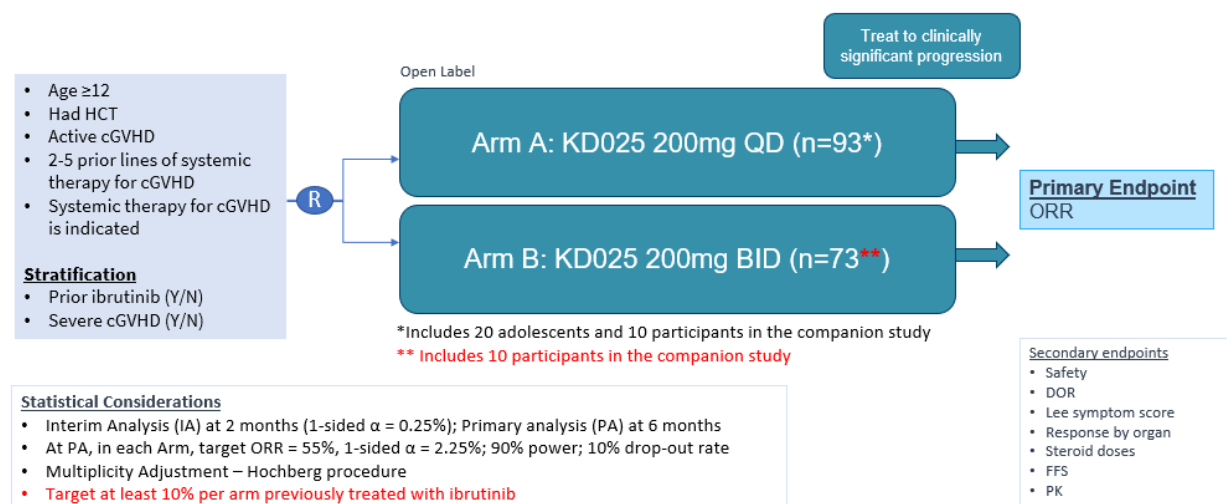 Treat to clinically
significant progression
Open Label
• Age ≥12
• Had HCT
• Active cGVHD
• 2-5 prior lines of systemic
therapy for cGVHD
• Systemic therapy for cGVHD
is indicated
Stratification
• Prior ibrutinib (Y/N)
• Severe cGVHD (Y/N)
R
Arm A: KD025 200mg QD (n=93*)
Arm B: KD025 200mg BID (n=73**)
Primary Endpoint
ORR
*Includes 20 adolescents and 10 participants in the companion study
** Includes 10 participants in the companion study
Statistical Considerations
• Interim Analysis (IA) at 2 months (1-sided α = 0.25%); Primary analysis (PA) at 6 months
• At PA, in each Arm, target ORR = 55%, 1-sided α = 2.25%; 90% power; 10% drop-out rate
• Multiplicity Adjustment – Hochberg procedure
• Target at least 10% per arm previously treated with ibrutinib
Secondary endpoints
• Safety
• DOR
• Lee symptom score
• Response by organ
• Steroid doses
• FFS
• PK